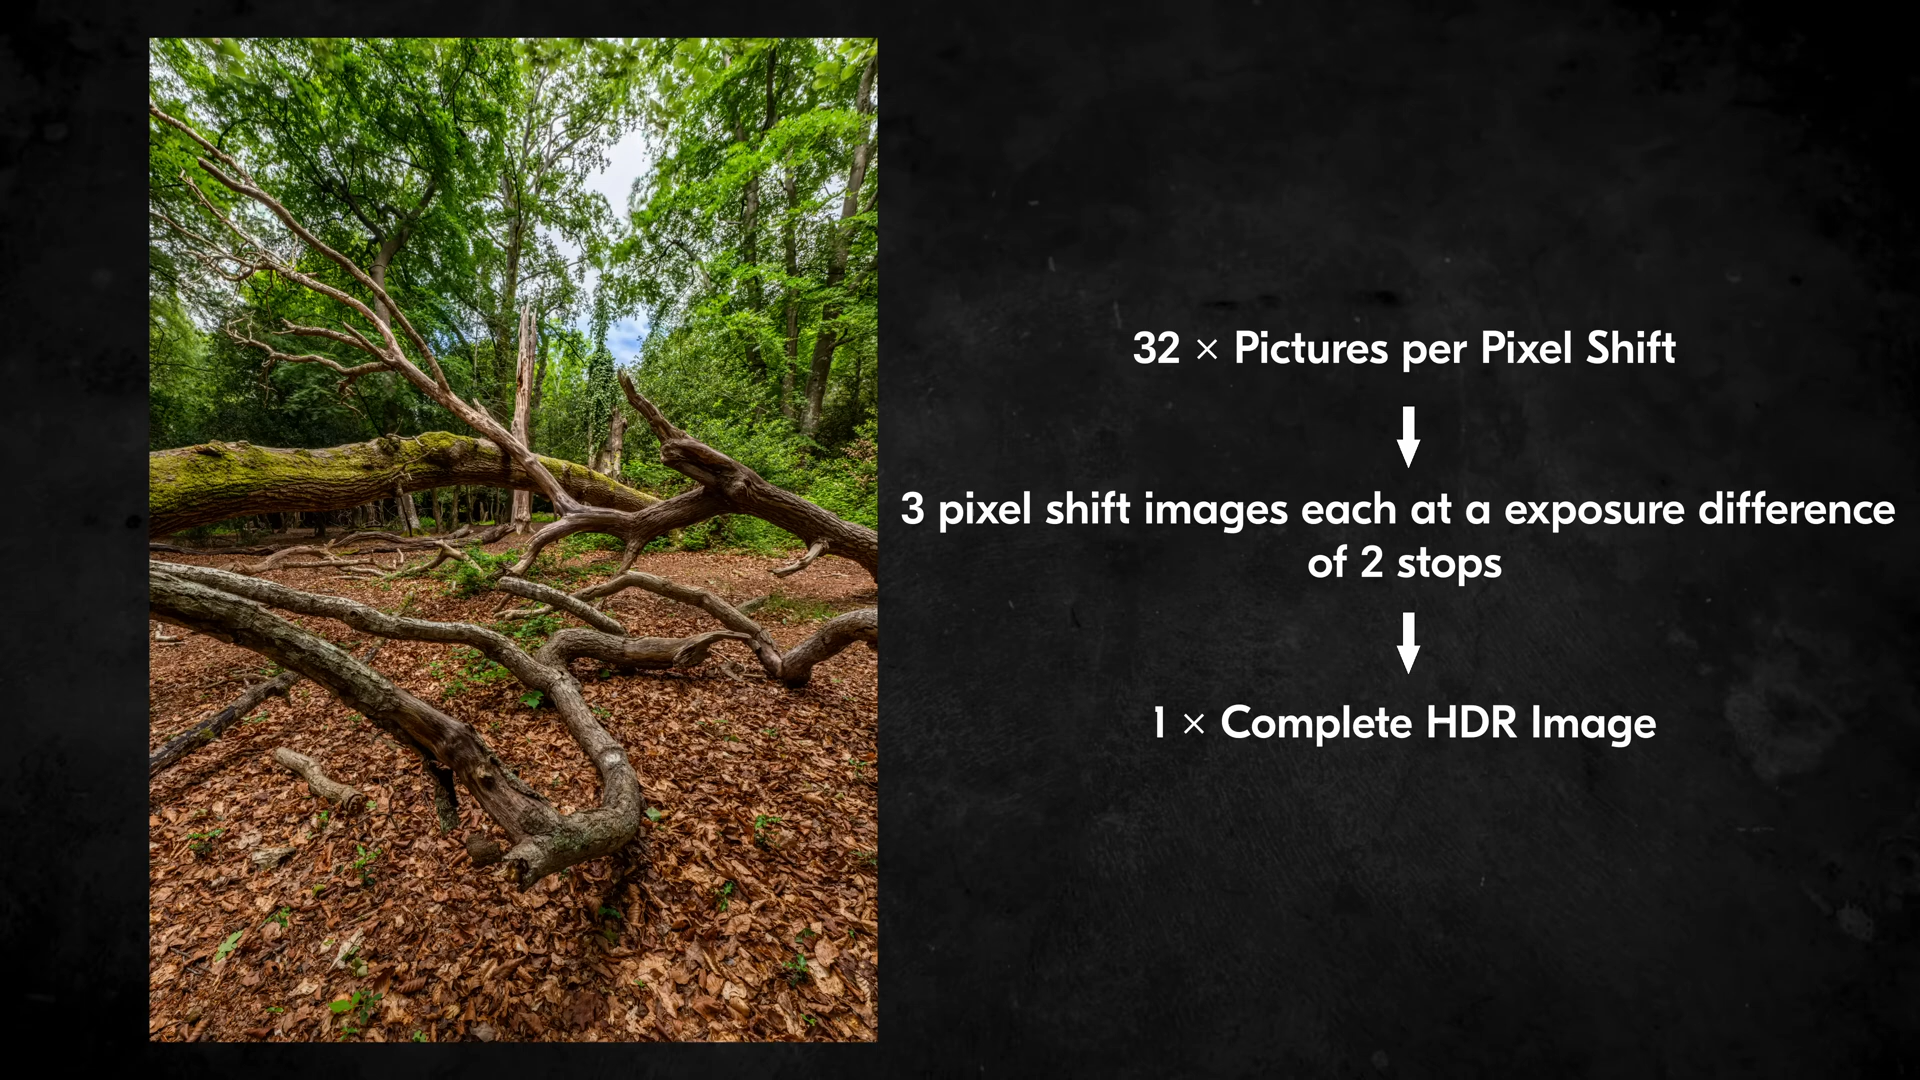 32 × Pictures per Pixel Shift
3 pixel shift images each at a exposure difference
of 2 stops
1 × Complete HDR Image